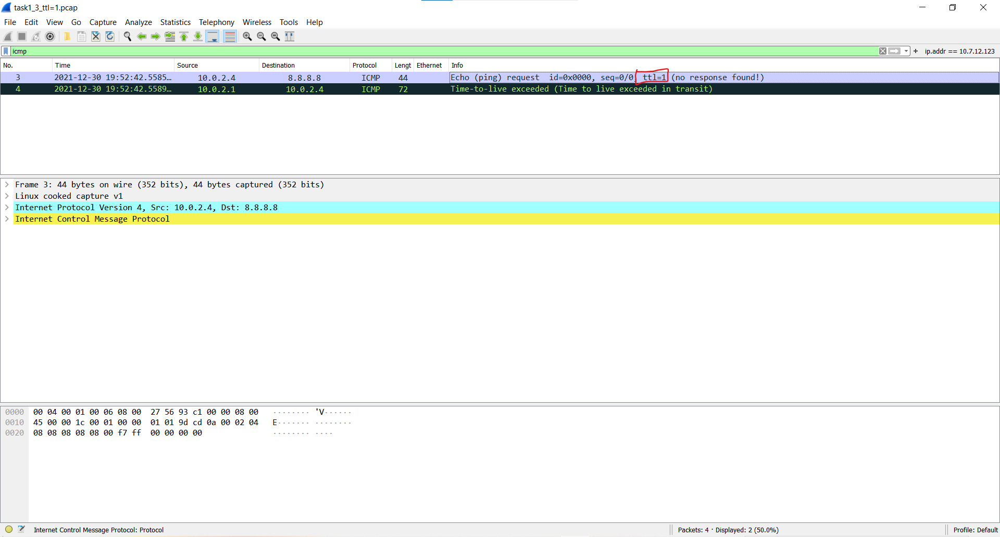 task1_3_ttl=1.pcap
File Edit View Go Capture Analyze Statistics Telephony Wireless Tools Help
icmp ip.addr == 10.7.12.123
No. Time Source Destination Protocol Lengt Ethernet Info
3 2021-12-30 19:52:42.5585… 10.0.2.4 8.8.8.8 ICMP 44 Echo (ping) request id=0x0000, seq=0/0, ttl=1 (no response found!)
4 2021-12-30 19:52:42.5589… 10.0.2.1 10.0.2.4 ICMP 72 Time-to-live exceeded (Time to live exceeded in transit)
Frame 3: 44 bytes on wire (352 bits), 44 bytes captured (352 bits)
Linux cooked capture v1
Internet Protocol Version 4, Src: 10.0.2.4, Dst: 8.8.8.8
Internet Control Message Protocol
0000 00 04 00 01 00 06 08 00 27 56 93 c1 00 00 08 00 ········ 'V······
0010 45 00 00 1c 00 01 00 00 01 01 9d cd 0a 00 02 04 E······· ········
0020 08 08 08 08 08 00 f7 ff 00 00 00 00 ········ ····
Internet Control Message Protocol: Protocol Packets: 4 · Displayed: 2 (50.0%) Profile: Default